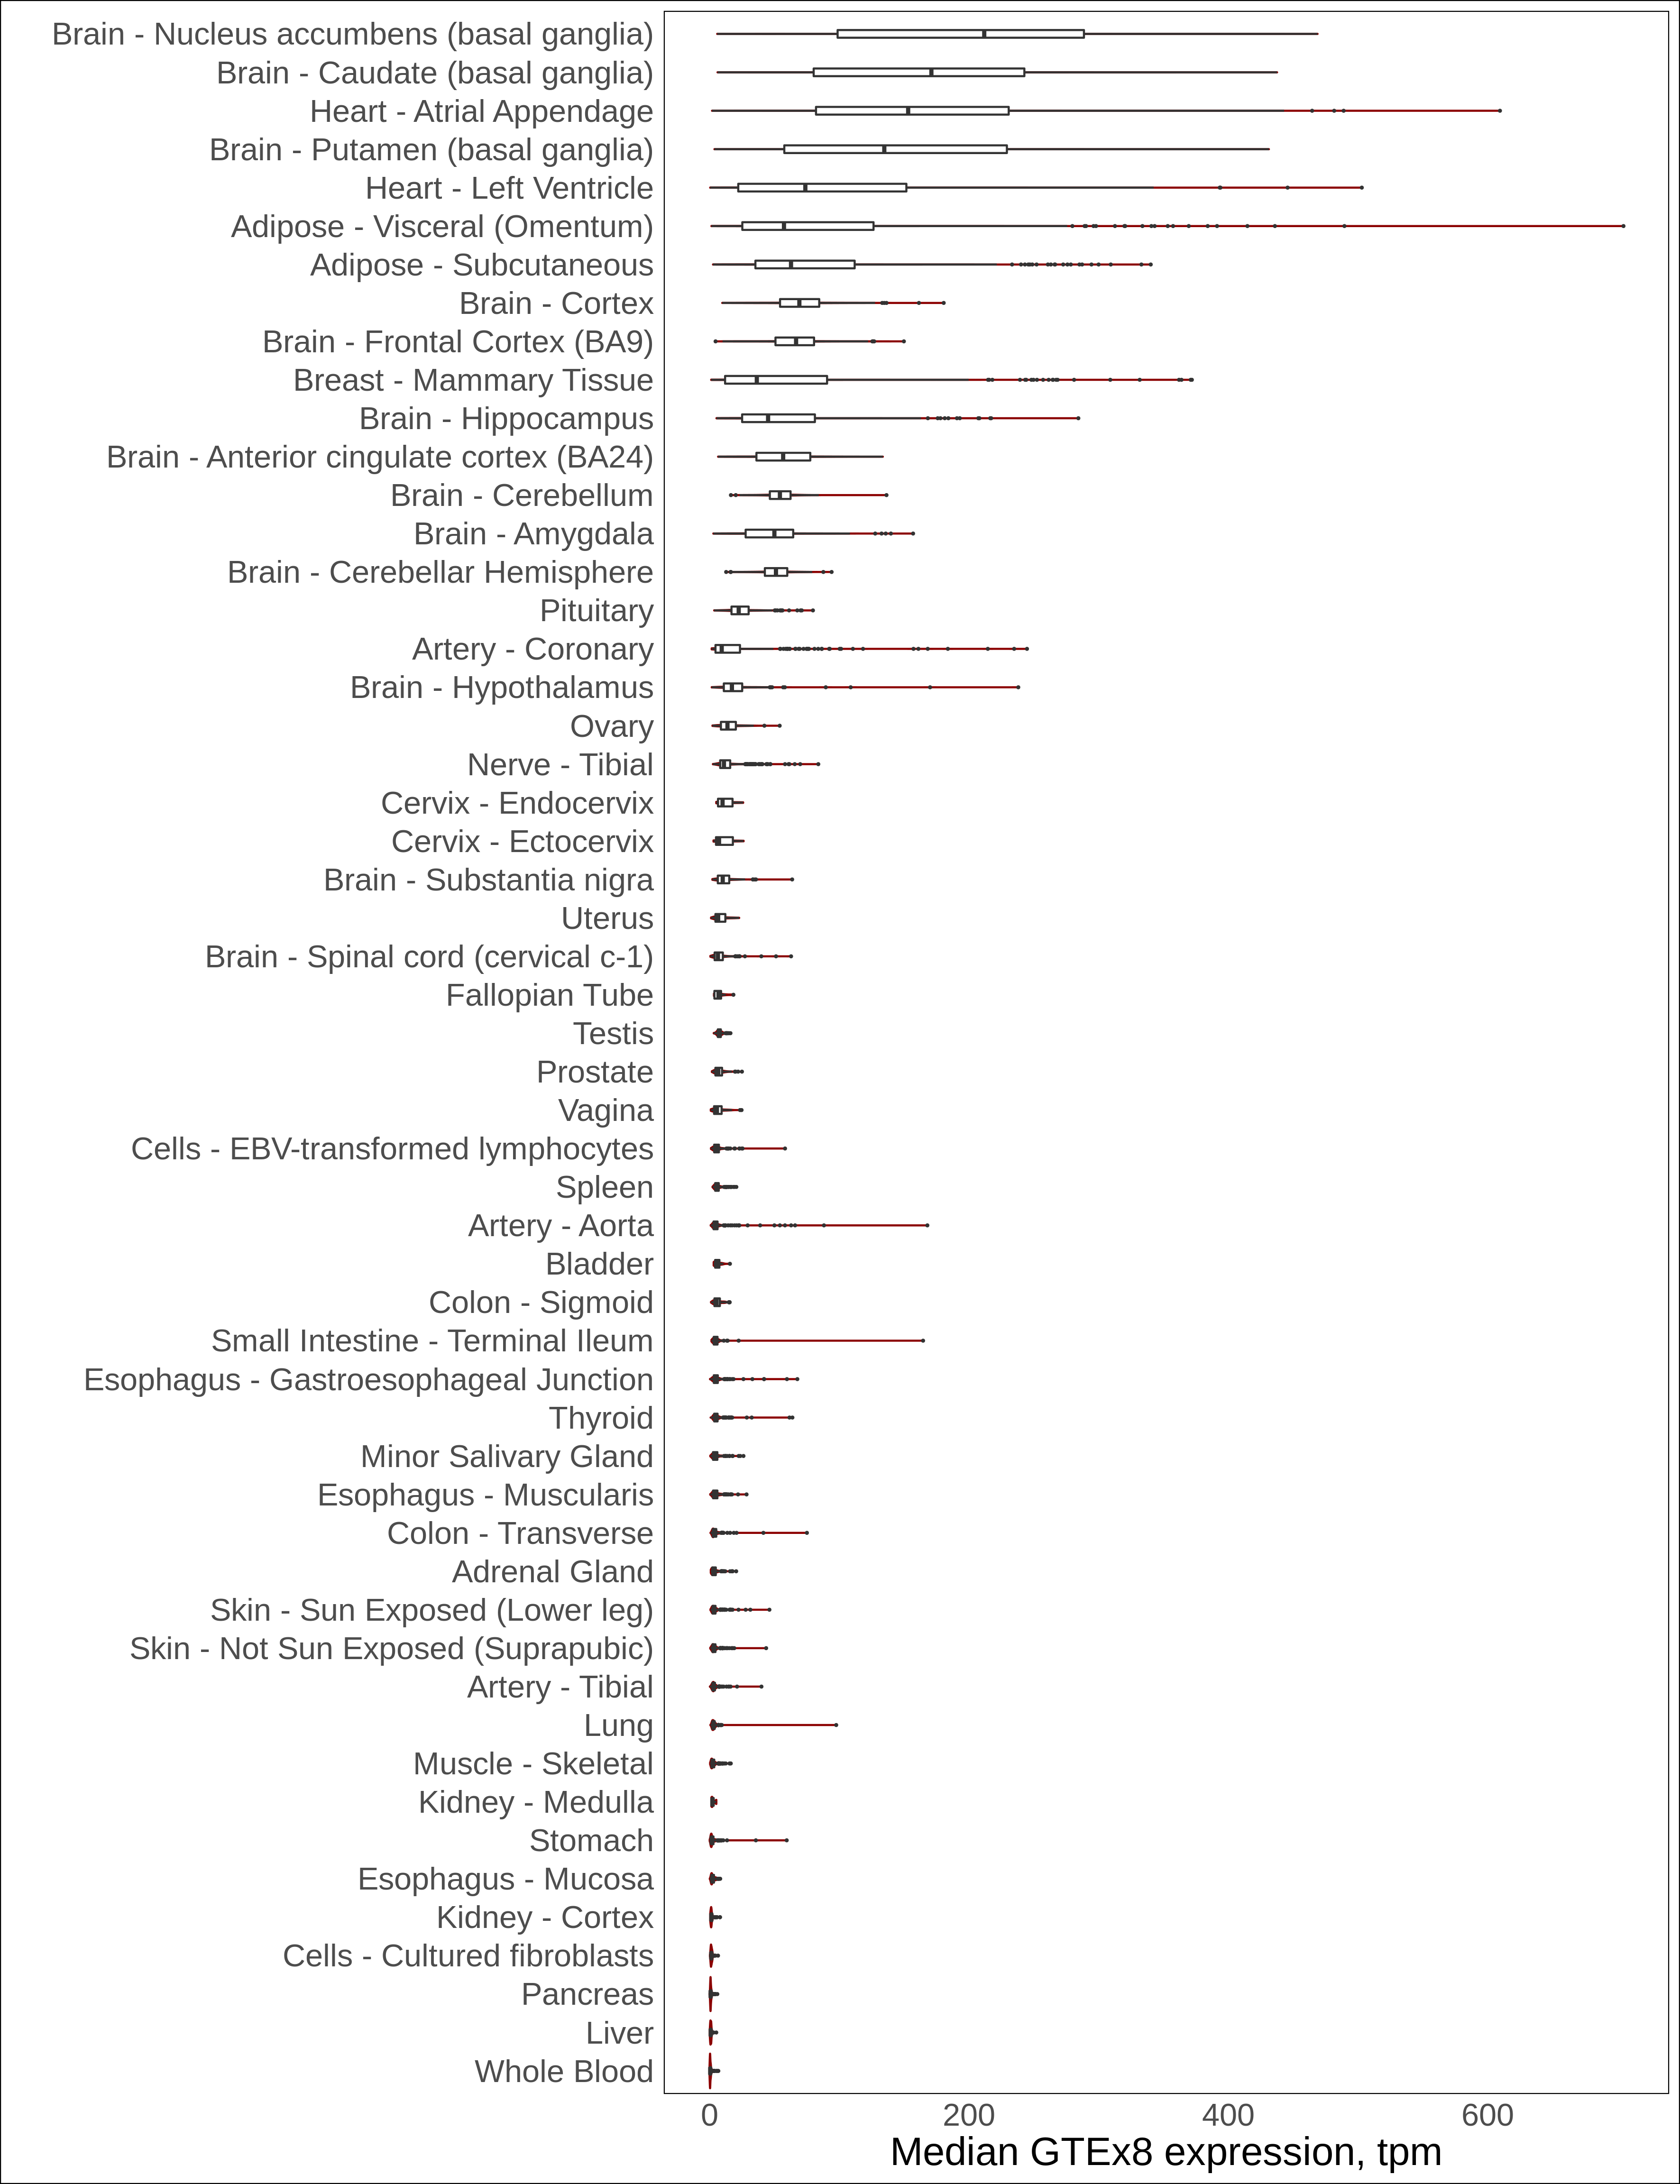 Brain - Nucleus accumbens (basal ganglia)
Brain - Caudate (basal ganglia)
Heart - Atrial Appendage
Brain - Putamen (basal ganglia)
Heart - Left Ventricle
Adipose - Visceral (Omentum)
Adipose - Subcutaneous
Brain - Cortex
Brain - Frontal Cortex (BA9)
Breast - Mammary Tissue
Brain - Hippocampus
Brain - Anterior cingulate cortex (BA24)
Brain - Cerebellum
Brain - Amygdala
Brain - Cerebellar Hemisphere
Pituitary
Artery - Coronary
Brain - Hypothalamus
Ovary
Nerve - Tibial
Cervix - Endocervix
Cervix - Ectocervix
Brain - Substantia nigra
Uterus
Brain - Spinal cord (cervical c-1)
Fallopian Tube
Testis
Prostate
Vagina
Cells - EBV-transformed lymphocytes
Spleen
Artery - Aorta
Bladder
Colon - Sigmoid
Small Intestine - Terminal Ileum
Esophagus - Gastroesophageal Junction
Thyroid
Minor Salivary Gland
Esophagus - Muscularis
Colon - Transverse
Adrenal Gland
Skin - Sun Exposed (Lower leg)
Skin - Not Sun Exposed (Suprapubic)
Artery - Tibial
Lung
Muscle - Skeletal
Kidney - Medulla
Stomach
Esophagus - Mucosa
Kidney - Cortex
Cells - Cultured fibroblasts
Pancreas
Liver
Whole Blood
0 200 400 600
Median GTEx8 expression, tpm